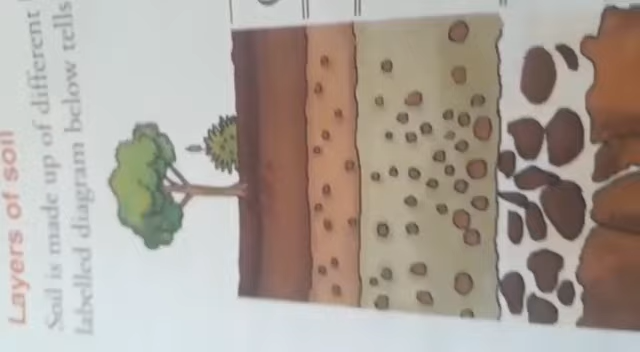 Layers of soil
Soil is made up of different
labelled diagram below tells